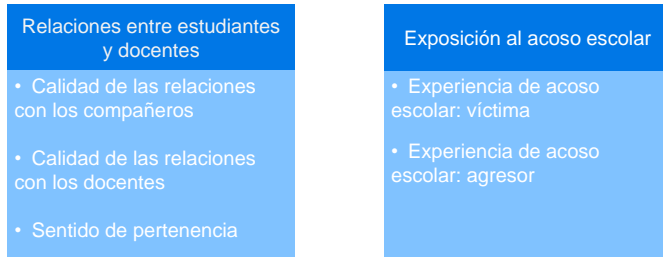 Relaciones entre estudiantes
y docentes
• Calidad de las relaciones
con los compañeros
• Calidad de las relaciones
con los docentes
• Sentido de pertenencia
Exposición al acoso escolar
• Experiencia de acoso
escolar: víctima
• Experiencia de acoso
escolar: agresor